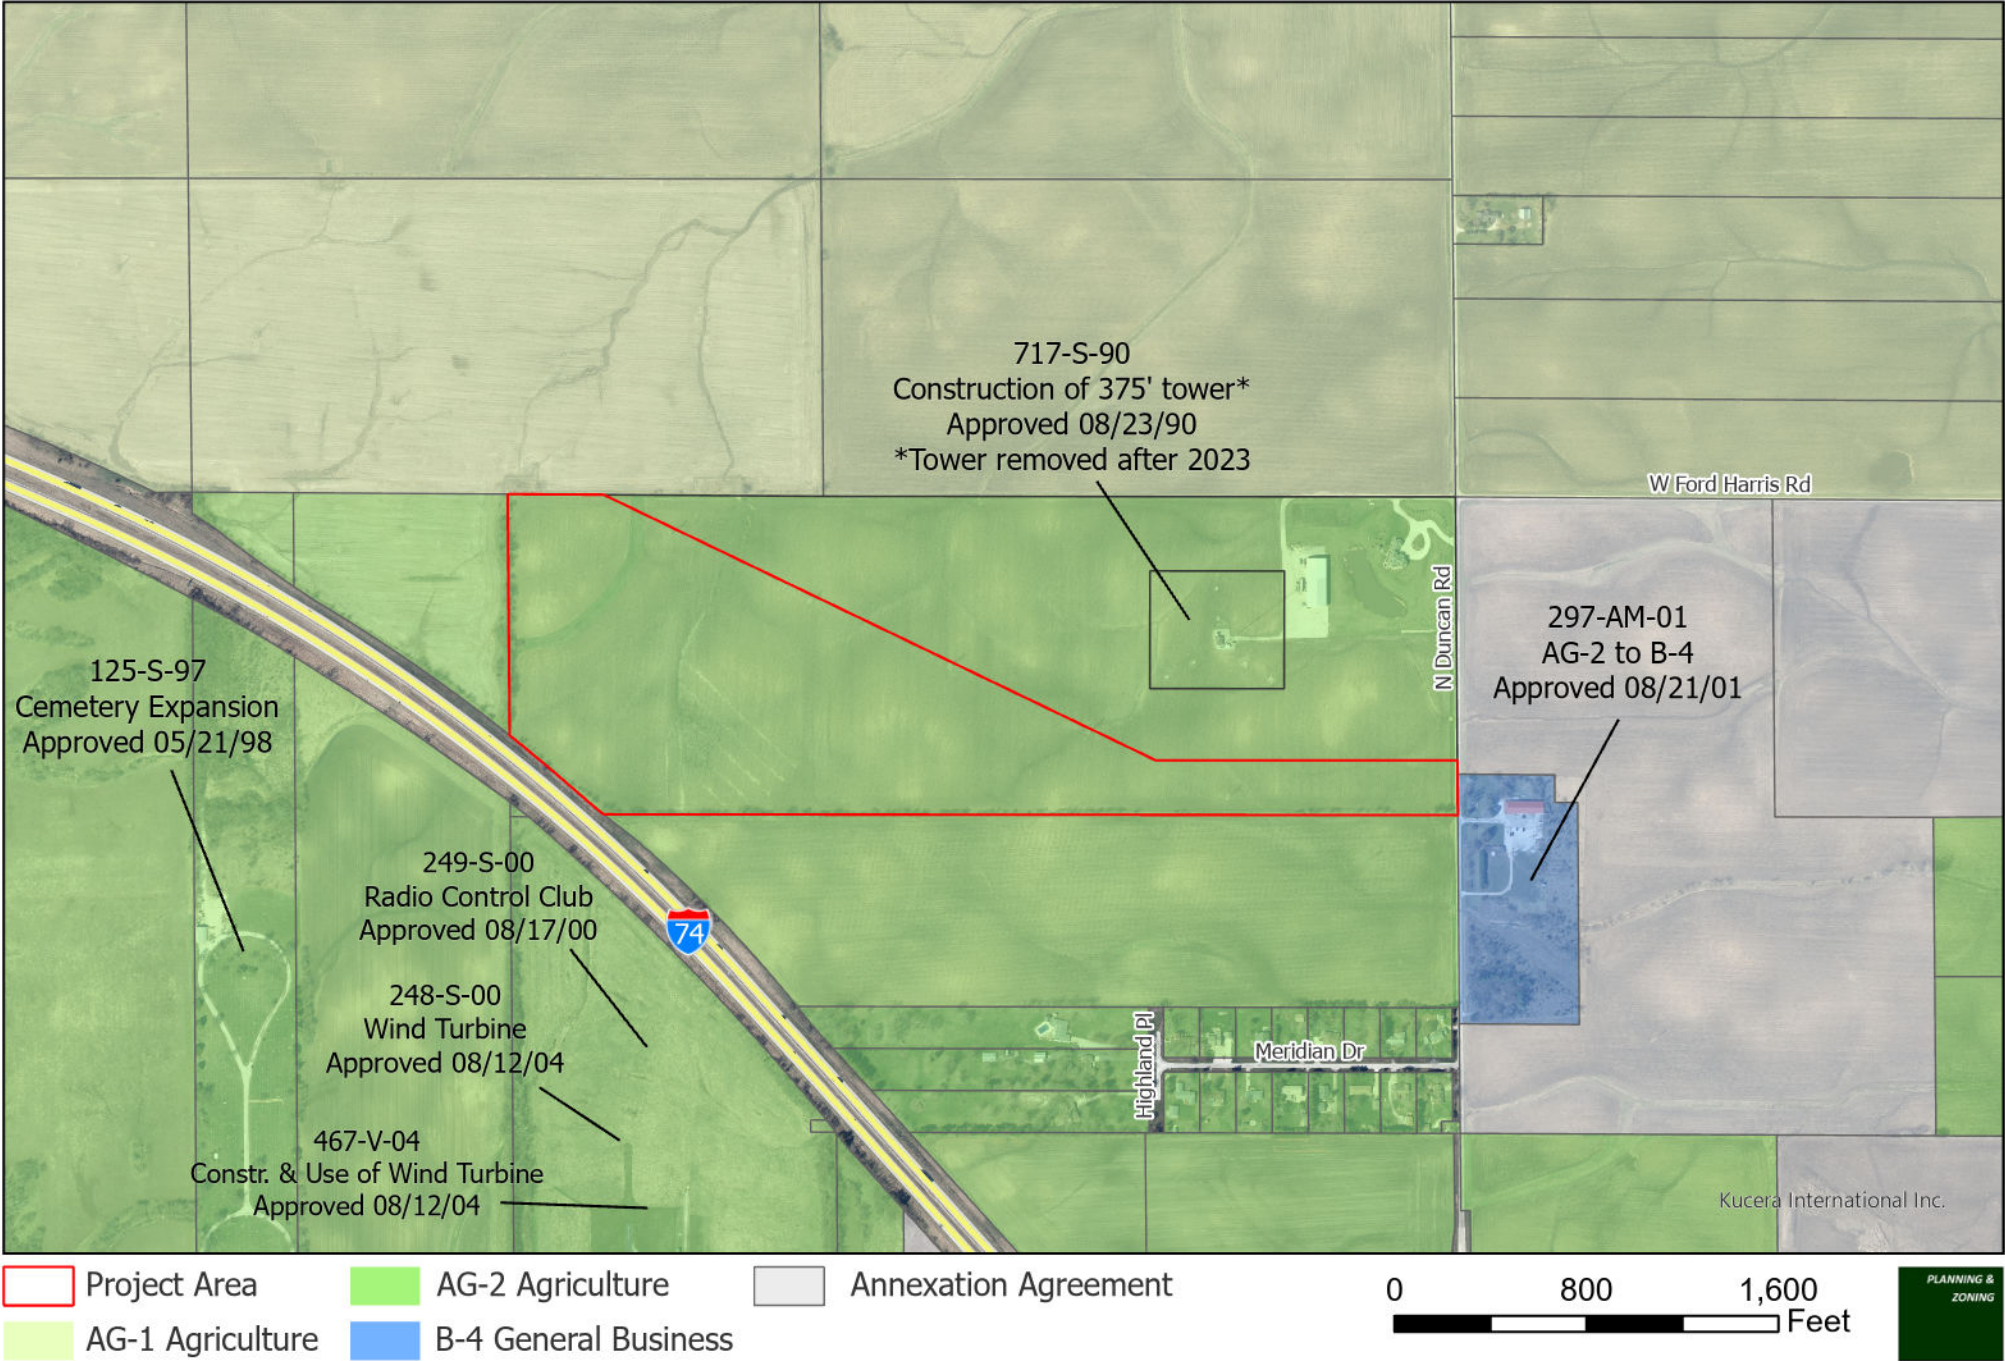 717-S-90
Construction of 375' tower*
Approved 08/23/90
*Tower removed after 2023
W Ford Harris Rd
N Duncan Rd
297-AM-01
AG-2 to B-4
Approved 08/21/01
125-S-97
Cemetery Expansion
Approved 05/21/98
249-S-00
Radio Control Club
Approved 08/17/00
74
248-S-00
Wind Turbine
Approved 08/12/04
Highland Pl
Meridian Dr
467-V-04
Constr. & Use of Wind Turbine
Approved 08/12/04
Kucera International Inc.
Project Area
AG-2 Agriculture
Annexation Agreement
AG-1 Agriculture
B-4 General Business
0 800 1,600
Feet
PLANNING &
ZONING